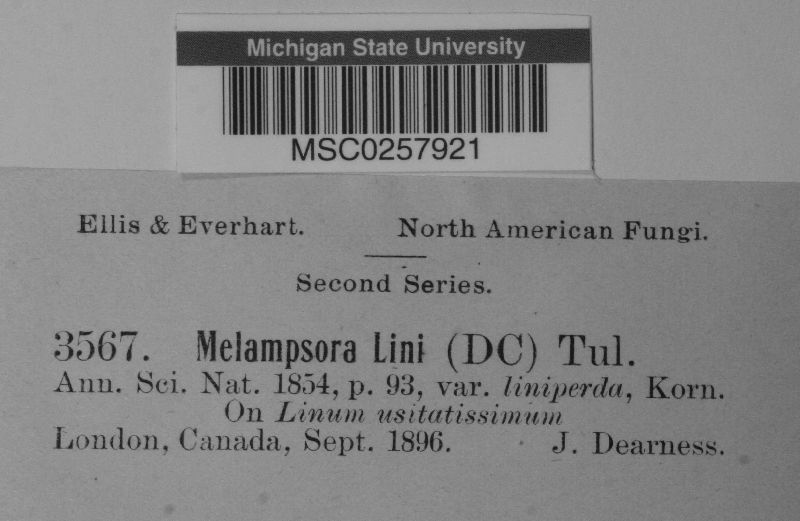 Michigan State University
MSC0257921
Ellis & Everhart. North American Fungi.
Second Series.
3567. Melampsora Lini (DC) Tul.
Ann. Sci. Nat. 1854, p. 93, var. liniperda, Korn.
On Linum usitatissimum
London, Canada, Sept. 1896. J. Dearness.